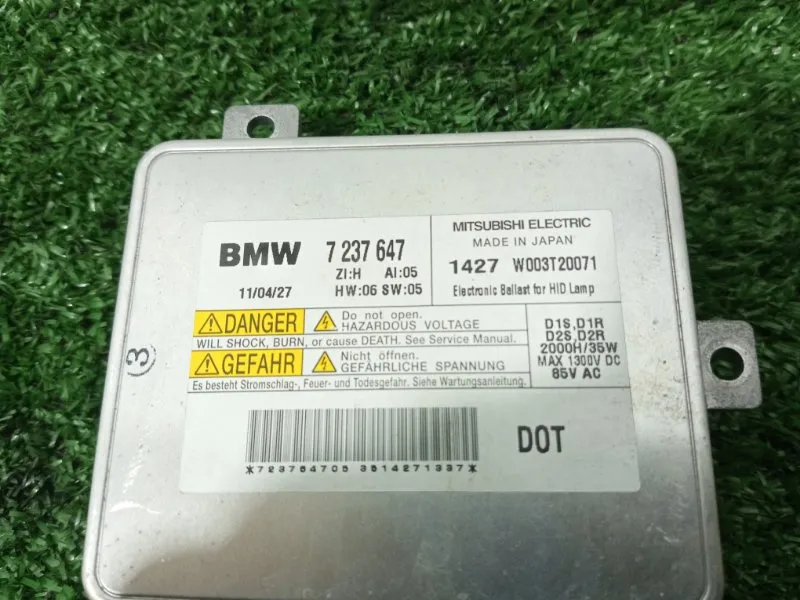 BMW 7 237 647
ZI:H AI:05
11/04/27 HW:06 SW:05
MITSUBISHI ELECTRIC
MADE IN JAPAN
1427 W003T20071
Electronic Ballast for HID Lamp
DANGER Do not open.
HAZARDOUS VOLTAGE
WILL SHOCK, BURN, or cause DEATH. See Service Manual.
GEFAHR Nicht öffnen.
GEFÄHRLICHE SPANNUNG
Es besteht Stromschlag-, Feuer- und Todesgefahr. Siehe Wartungsanleitung.
D1S,D1R
D2S,D2R
2000H/35W
MAX 1300V DC
85V AC
*723764705 3514271337*
DOT
(3)